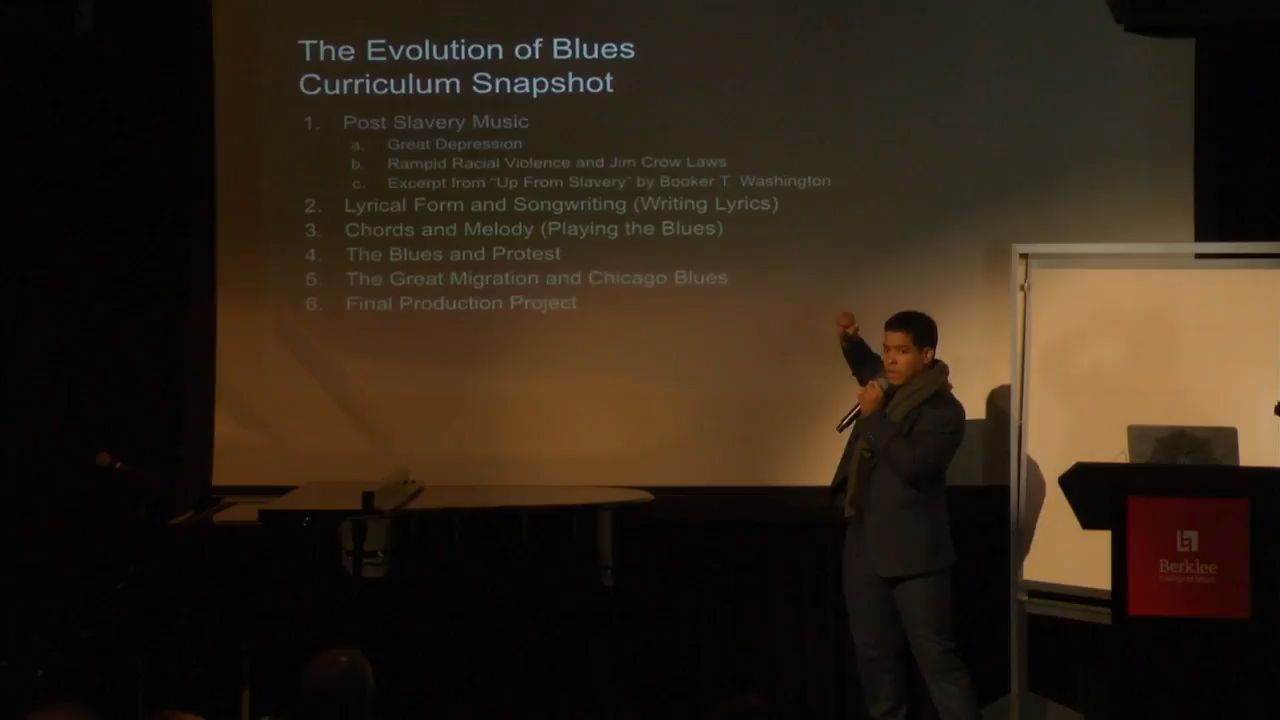 The Evolution of Blues
Curriculum Snapshot
1. Post Slavery Music
a. Great Depression
b. Rampid Racial Violence and Jim Crow Laws
c. Excerpt from "Up From Slavery" by Booker T. Washington
2. Lyrical Form and Songwriting (Writing Lyrics)
3. Chords and Melody (Playing the Blues)
4. The Blues and Protest
5 The Great Migration and Chicago Blues
6. Final Production Project
Berklee
College of Music